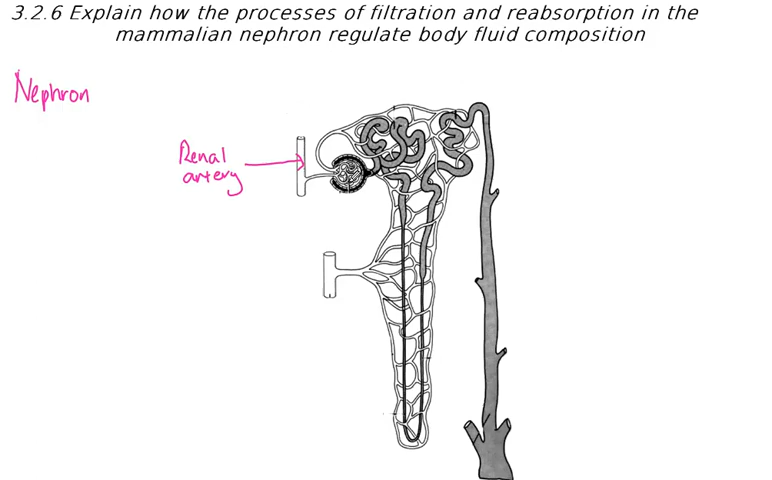 3.2.6 Explain how the processes of filtration and reabsorption in the
mammalian nephron regulate body fluid composition
Nephron
Renal
artery